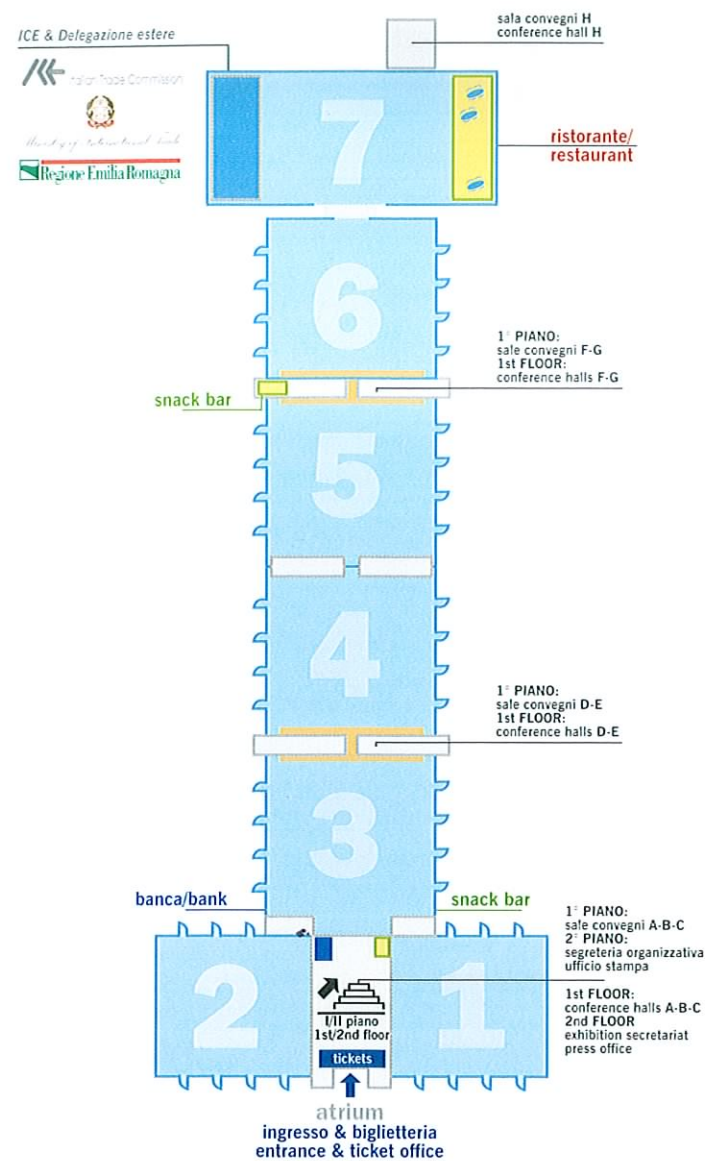 ICE & Delegazione estere
Italian Trade Commission
Regione Emilia Romagna
sala convegni H
conference hall H
7
ristorante/
restaurant
6
1° PIANO:
sale convegni F-G
1st FLOOR:
conference halls F-G
snack bar
5
4
1° PIANO:
sale convegni D-E
1st FLOOR:
conference halls D-E
3
banca/bank
snack bar
1° PIANO:
sale convegni A-B-C
2° PIANO:
segreteria organizzativa
ufficio stampa
1st FLOOR:
conference halls A-B-C
2nd FLOOR
exhibition secretariat
press office
2
1
I/II piano
1st/2nd floor
tickets
atrium
ingresso & biglietteria
entrance & ticket office